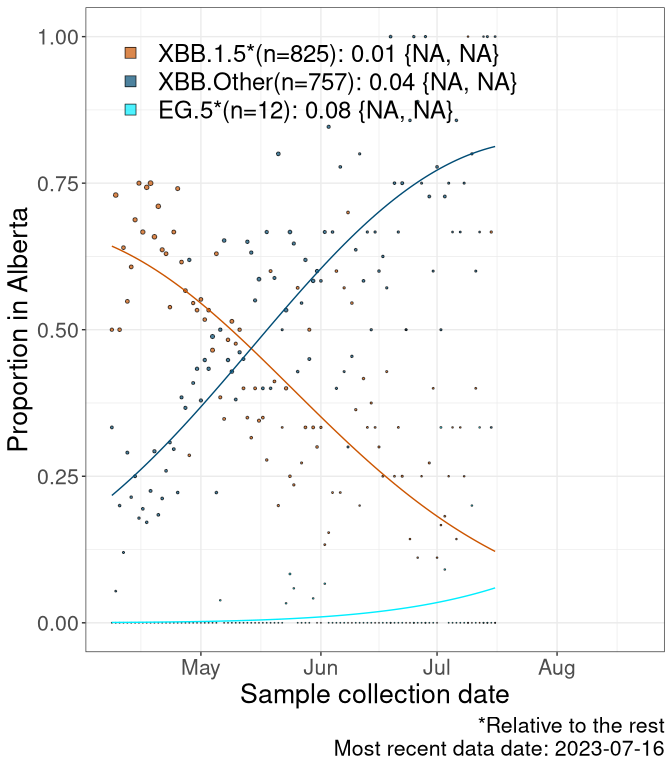 1.00
0.75
0.50
0.25
0.00
Proportion in Alberta
XBB.1.5*(n=825): 0.01 {NA, NA}
XBB.Other(n=757): 0.04 {NA, NA}
EG.5*(n=12): 0.08 {NA, NA}
May Jun Jul Aug
Sample collection date
*Relative to the rest
Most recent data date: 2023-07-16